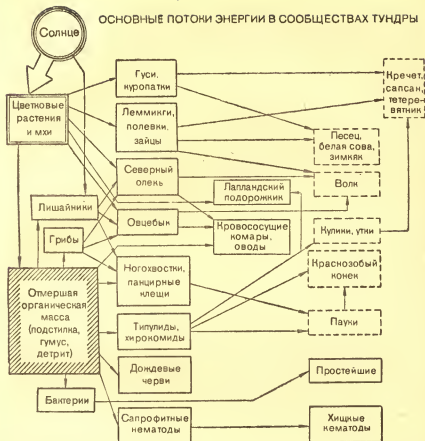 ОСНОВНЫЕ ПОТОКИ ЭНЕРГИИ В СООБЩЕСТВАХ ТУНДРЫ
Солнце
Гуси,
куропатки
Кречет,
сапсан,
тетере-
вятник
Цветковые
растения
и мхи
Лемминги,
полевки,
зайцы
Песец,
белая сова,
зимняк
Северный
олень
Волк
Лапландский
подорожник
Лишайники
Овцебык
Кровососущие
комары,
оводы
Кулики, утки
Грибы
Краснозобый
конек
Ногохвостки,
панцирные
клещи
Отмершая
органическая
масса
(подстилка,
гумус,
детрит)
Типулиды,
хирокомиды
Пауки
Дождевые
черви
Простейшие
Бактерии
Сапрофитные
нематоды
Хищные
нематоды